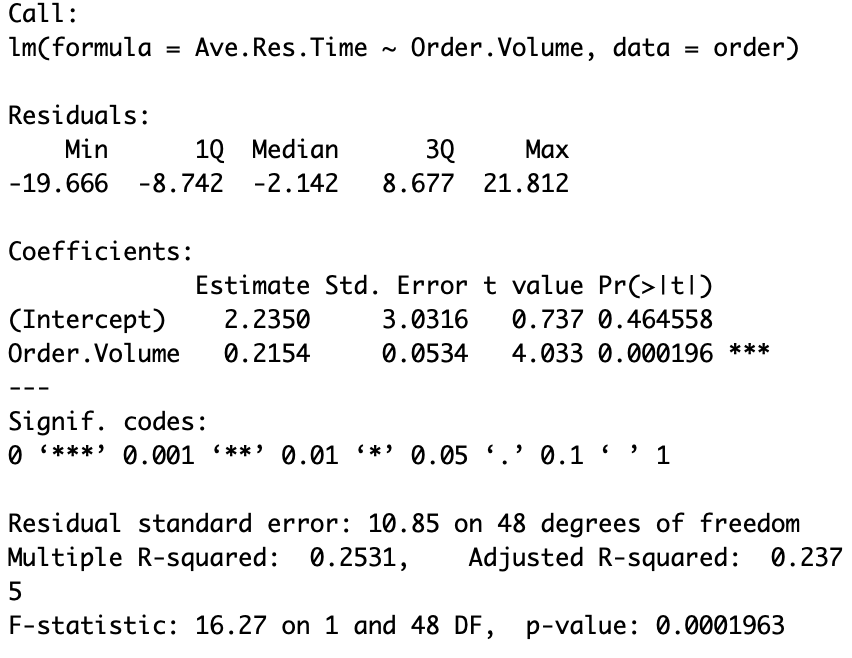 Call:
lm(formula = Ave.Res.Time ~ Order.Volume, data = order)
Residuals:
    Min      1Q  Median      3Q     Max
-19.666  -8.742  -2.142   8.677  21.812
Coefficients:
             Estimate Std. Error t value Pr(>|t|)
(Intercept)    2.2350     3.0316   0.737 0.464558
Order.Volume   0.2154     0.0534   4.033 0.000196 ***
---
Signif. codes:
0 ‘***’ 0.001 ‘**’ 0.01 ‘*’ 0.05 ‘.’ 0.1 ‘ ’ 1
Residual standard error: 10.85 on 48 degrees of freedom
Multiple R-squared:  0.2531,    Adjusted R-squared:  0.237
5
F-statistic: 16.27 on 1 and 48 DF,  p-value: 0.0001963